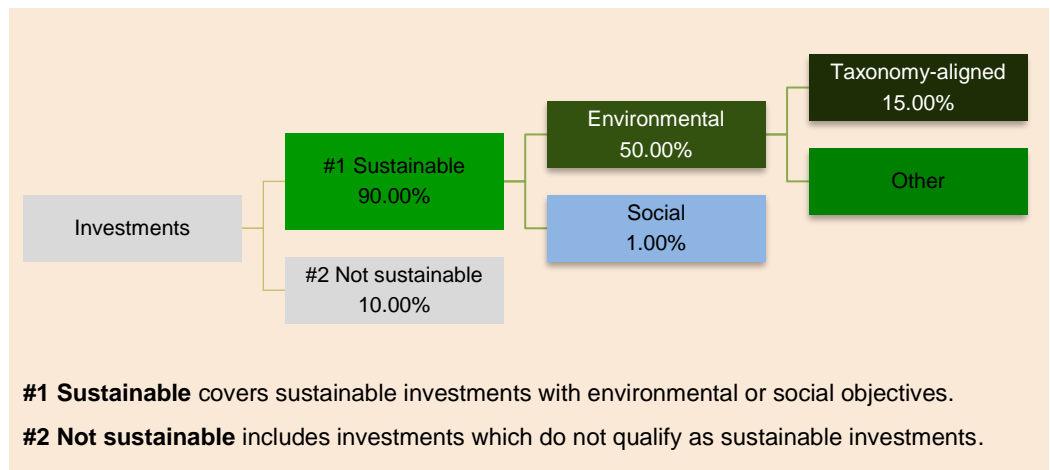 Investments
#1 Sustainable
90.00%
#2 Not sustainable
10.00%
Environmental
50.00%
Social
1.00%
Taxonomy-aligned
15.00%
Other
#1 Sustainable covers sustainable investments with environmental or social objectives.
#2 Not sustainable includes investments which do not qualify as sustainable investments.